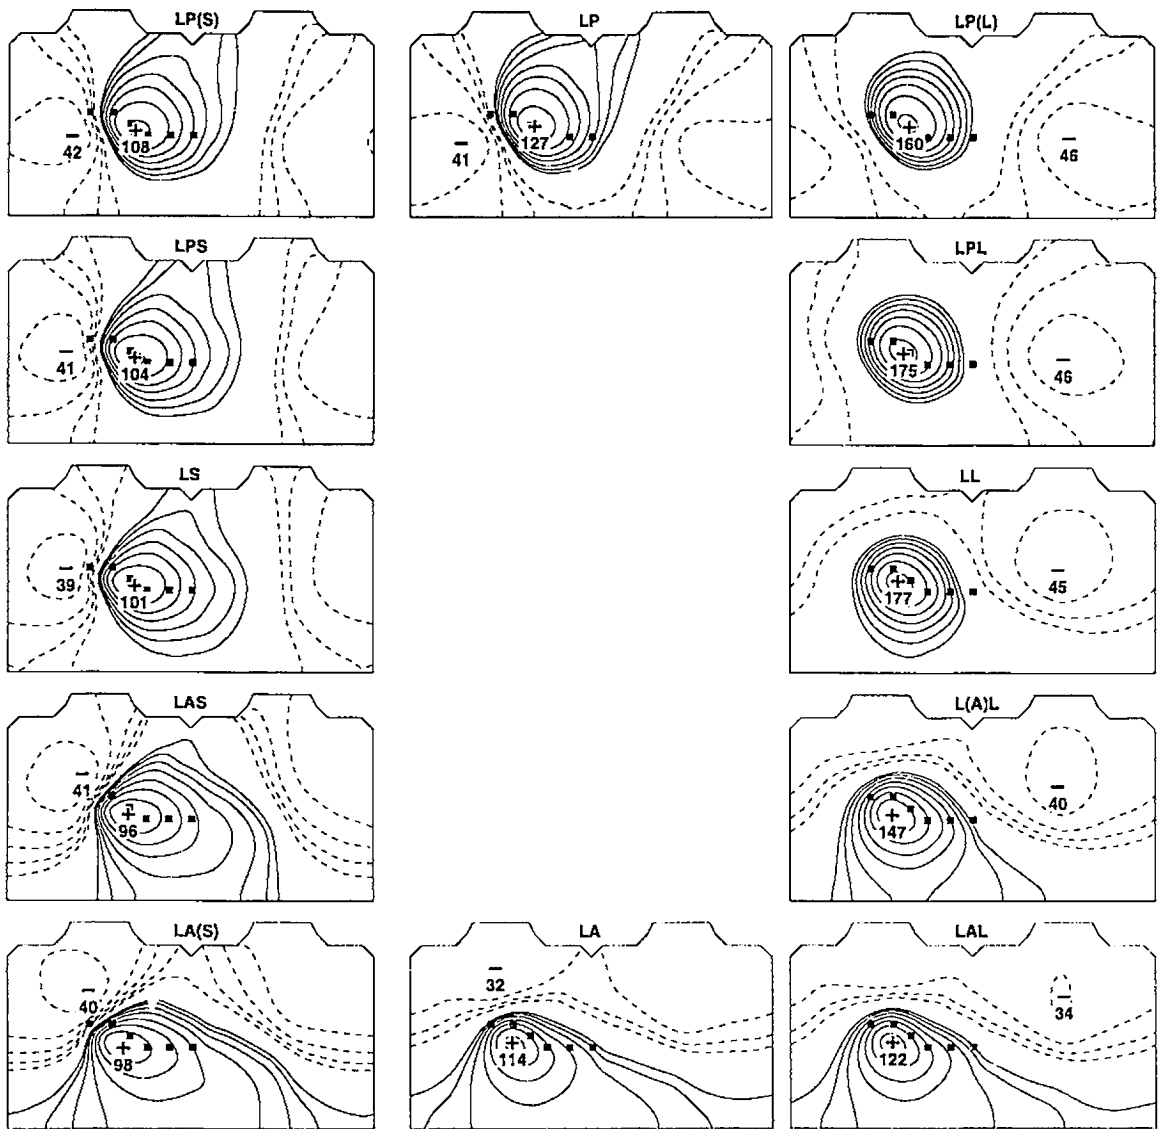 LP(S) LP LP(L)
− 42 + 108 − 41 + 127 + 160 − 46
LPS LPL
− 41 + 104 + 175 − 46
LS LL
− 39 + 101 + 177 − 45
LAS L(A)L
− 41 + 96 + 147 − 40
LA(S) LA LAL
− 40 + 98 − 32 + 114 + 122 − 34